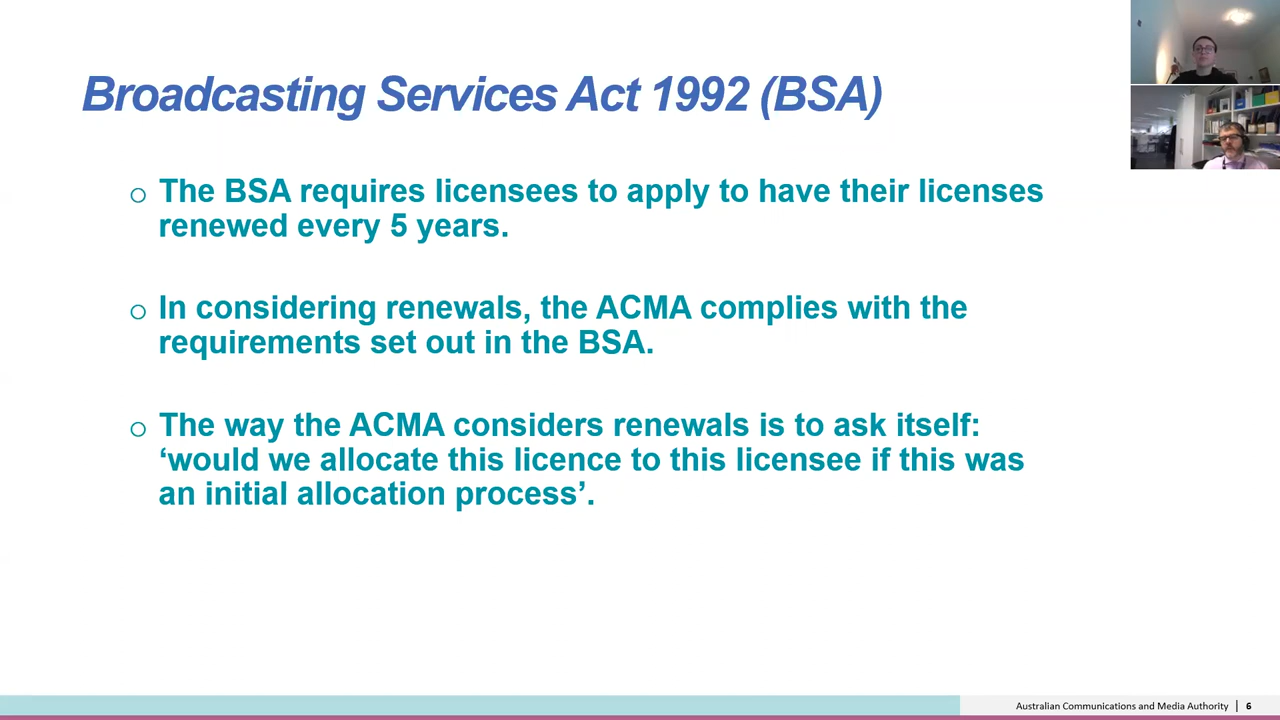 Broadcasting Services Act 1992 (BSA)
The BSA requires licensees to apply to have their licenses
renewed every 5 years.
In considering renewals, the ACMA complies with the
requirements set out in the BSA.
The way the ACMA considers renewals is to ask itself:
‘would we allocate this licence to this licensee if this was
an initial allocation process’.
Australian Communications and Media Authority | 6